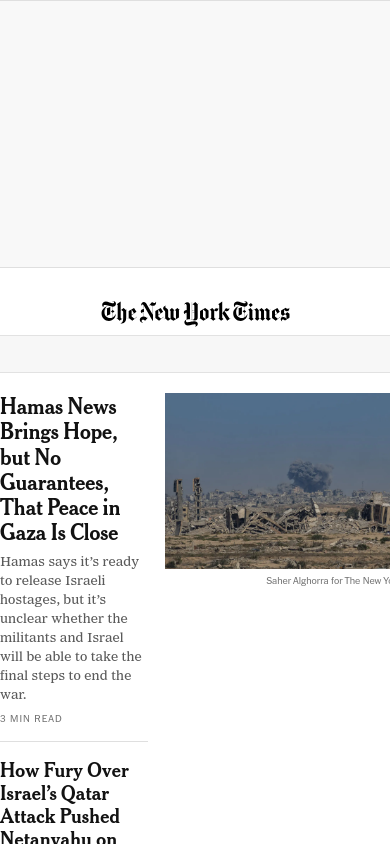 The New York Times
Hamas News
Brings Hope,
but No
Guarantees,
That Peace in
Gaza Is Close
Hamas says it’s ready
to release Israeli
hostages, but it’s
unclear whether the
militants and Israel
will be able to take the
final steps to end the
war.
3 MIN READ
Saher Alghorra for The New Yo
How Fury Over
Israel’s Qatar
Attack Pushed
Netanyahu on